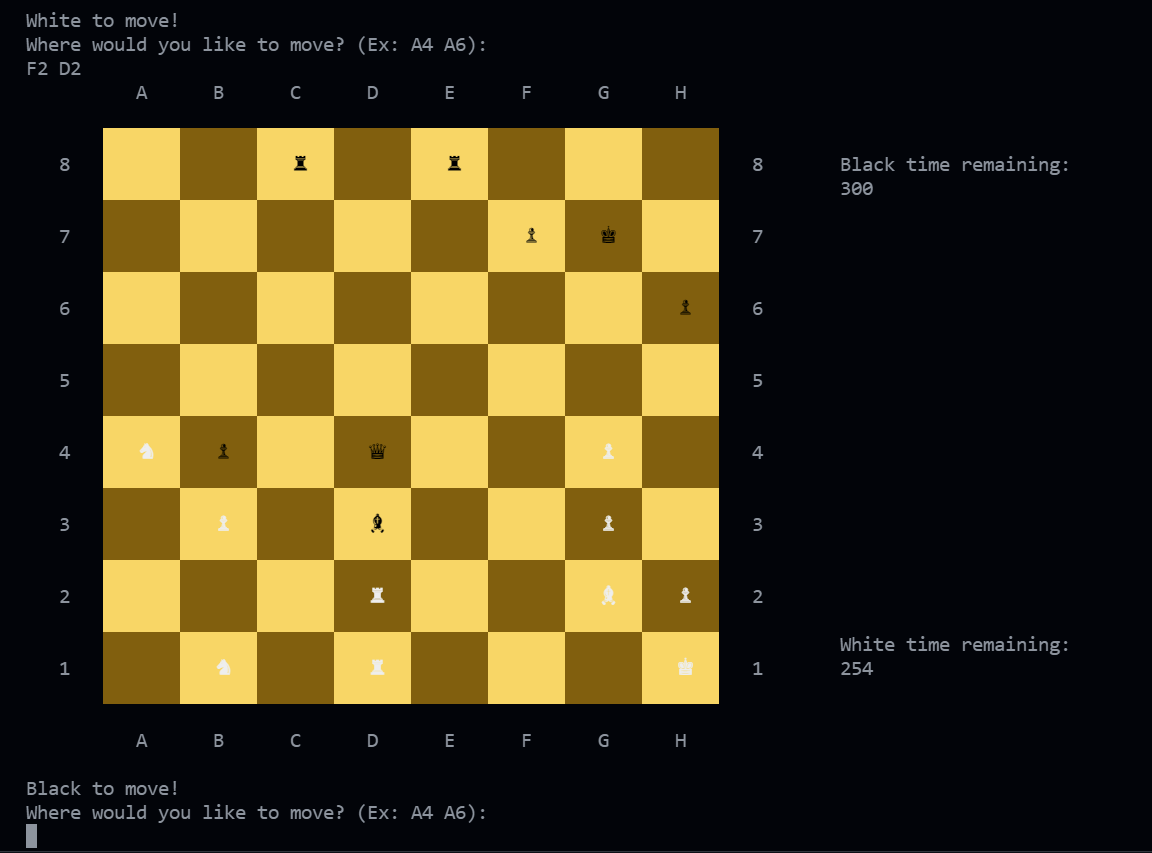 White to move!
Where would you like to move? (Ex: A4 A6):
F2 D2
A B C D E F G H
8 8 Black time remaining:
300
7 7
6 6
5 5
4 4
3 3
2 2
White time remaining:
1 1 254
A B C D E F G H
Black to move!
Where would you like to move? (Ex: A4 A6):